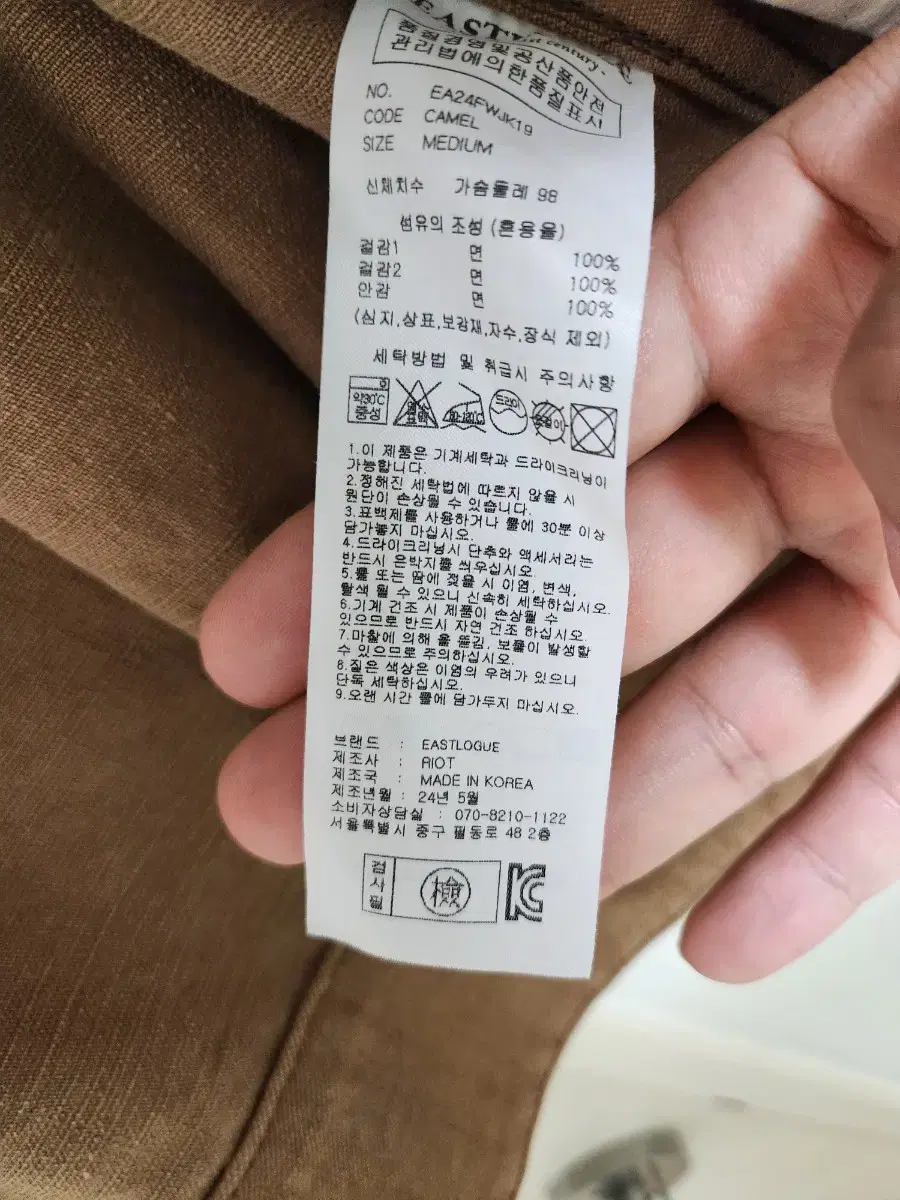 EAST
century-
품질경영및공산품안전
관리법에의한품질표시
NO. EA24FWJK19
CODE CAMEL
SIZE MEDIUM
신체치수 가슴둘레 98
섬유의 조성 (혼용율)
겉감1 면 100%
겉감2 면 100%
안감 면 100%
(심지,상표,보강재,자수,장식 제외)
세탁방법 및 취급시 주의사항
약30℃
중성
염소
표백
드라이
1.이 제품은 기계세탁과 드라이크리닝이
가능합니다.
2.정해진 세탁법에 따르지 않을 시
원단이 손상될 수 있습니다.
3.표백제를 사용하거나 물에 30분 이상
담가놓지 마십시오.
4.드라이크리닝시 단추와 액세서리는
반드시 은박지를 씌우십시오.
5.물 또는 땀에 젖을 시 이염, 변색,
탈색 될 수 있으니 신속히 세탁하십시오.
6.기계 건조 시 제품이 손상될 수
있으므로 반드시 자연 건조 하십시오.
7.마찰에 의해 올 뜯김, 보풀이 발생할
수 있으므로 주의하십시오.
8.짙은 색상은 이염의 우려가 있으니
단독 세탁하십시오.
9.오랜 시간 물에 담가두지 마십시오.
브랜드 : EASTLOGUE
제조사 : RIOT
제조국 : MADE IN KOREA
제조년월 : 24년 5월
소비자상담실 : 070-8210-1122
서울특별시 중구 필동로 48 2층
검사필
檢
KC